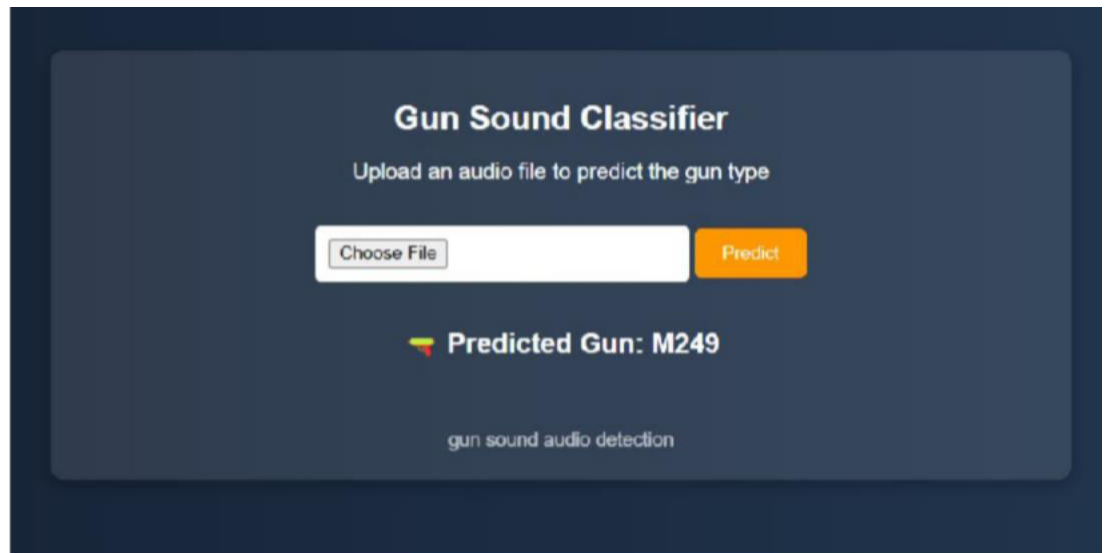 Gun Sound Classifier
Upload an audio file to predict the gun type
Choose File
Predict
Predicted Gun: M249
gun sound audio detection